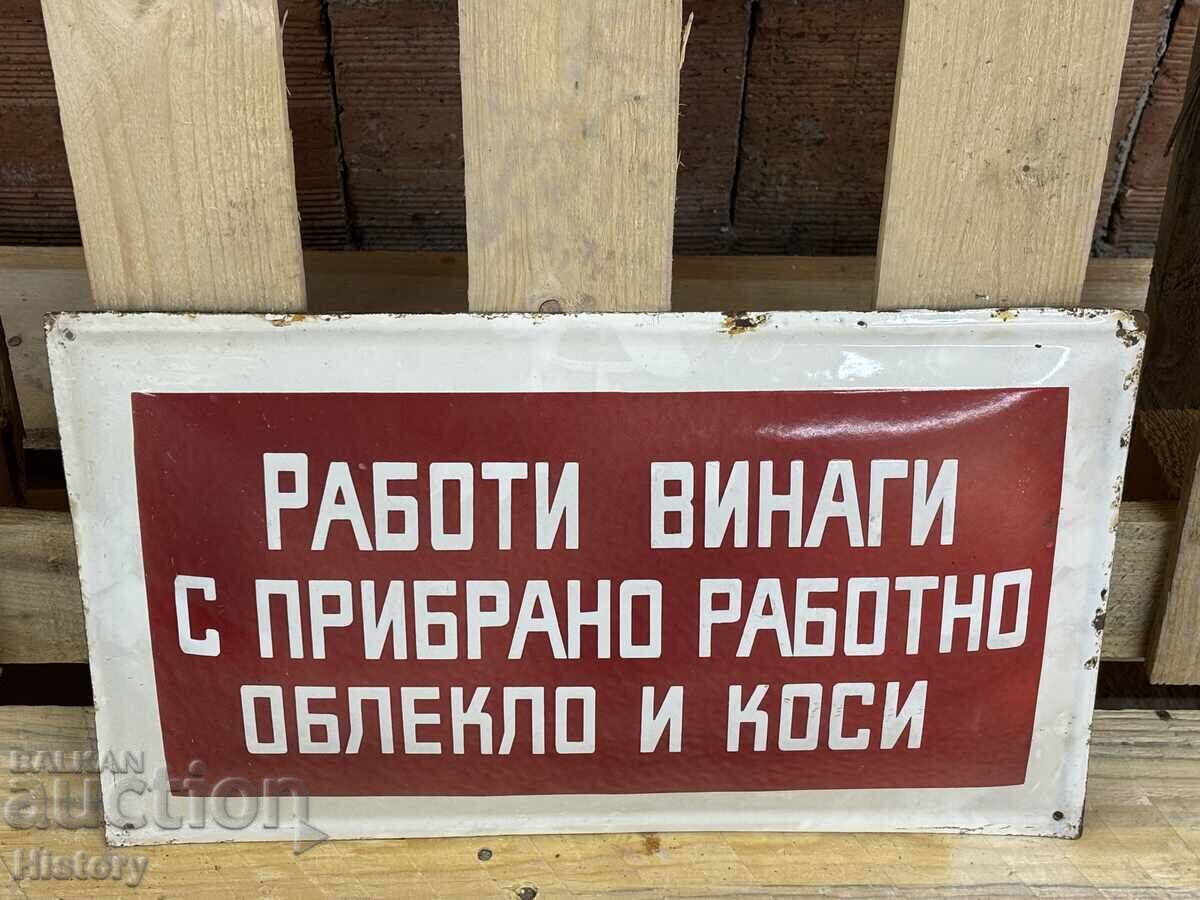 РАБОТИ ВИНАГИ
С ПРИБРАНО РАБОТНО
ОБЛЕКЛО И КОСИ
BALKAN
auction
History